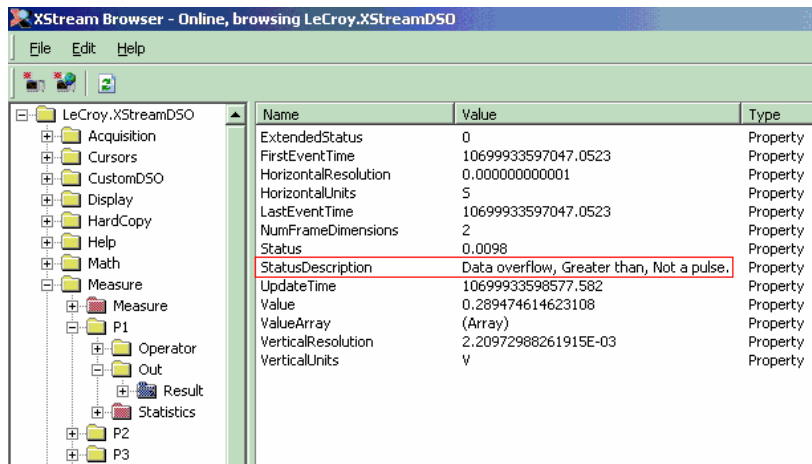 XStream Browser - Online, browsing LeCroy.XStreamDSO
File Edit Help
LeCroy.XStreamDSO
Acquisition
Cursors
CustomDSO
Display
HardCopy
Help
Math
Measure
Measure
P1
Operator
Out
Result
Statistics
P2
P3
Name Value Type
ExtendedStatus 0 Property
FirstEventTime 10699933597047.0523 Property
HorizontalResolution 0.000000000001 Property
HorizontalUnits S Property
LastEventTime 10699933597047.0523 Property
NumFrameDimensions 2 Property
Status 0.0098 Property
StatusDescription Data overflow, Greater than, Not a pulse. Property
UpdateTime 10699933598577.582 Property
Value 0.289474614623108 Property
ValueArray (Array) Property
VerticalResolution 2.20972988261915E-03 Property
VerticalUnits V Property